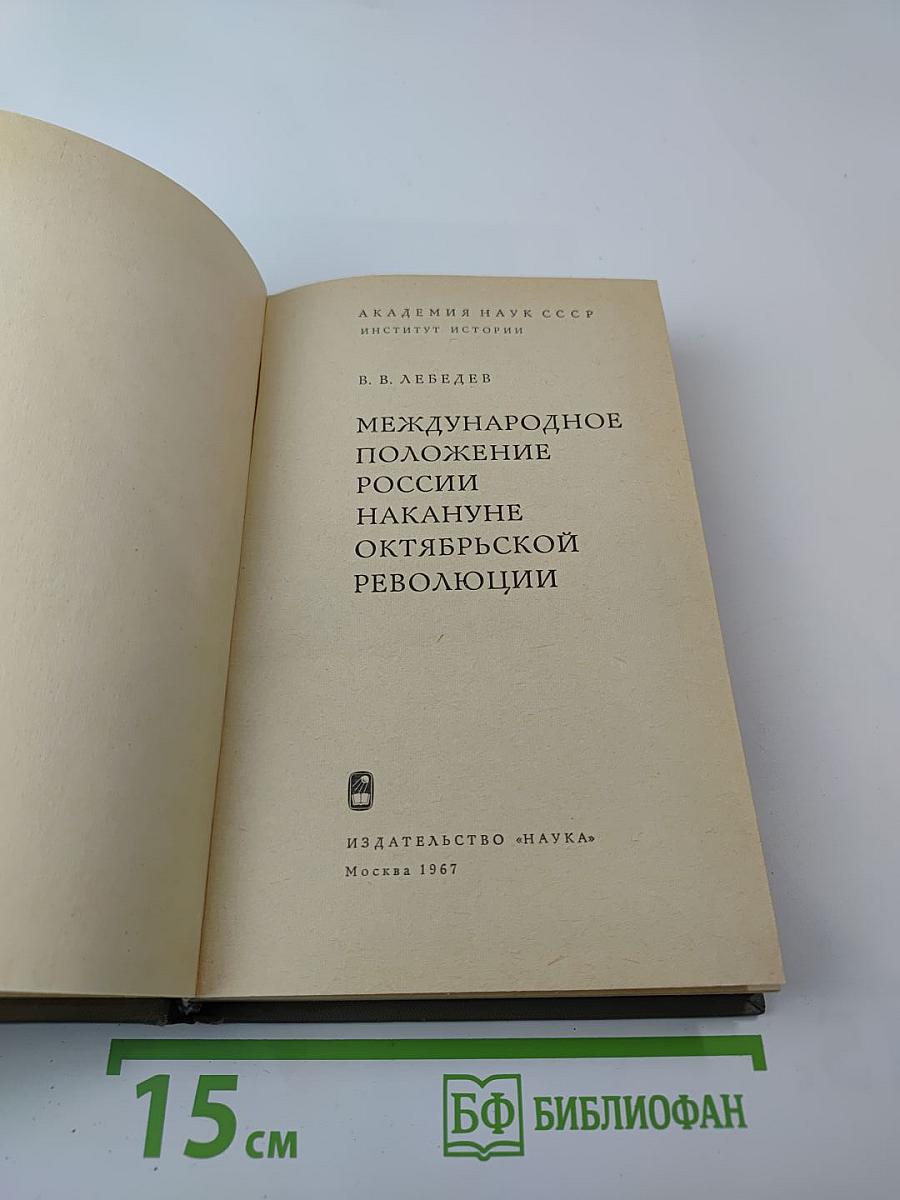 АКАДЕМИЯ НАУК СССР
ИНСТИТУТ ИСТОРИИ
В. В. ЛЕБЕДЕВ
МЕЖДУНАРОДНОЕ
ПОЛОЖЕНИЕ
РОССИИ
НАКАНУНЕ
ОКТЯБРЬСКОЙ
РЕВОЛЮЦИИ
ИЗДАТЕЛЬСТВО «НАУКА»
Москва 1967
15 см
БФ БИБЛИОФАН